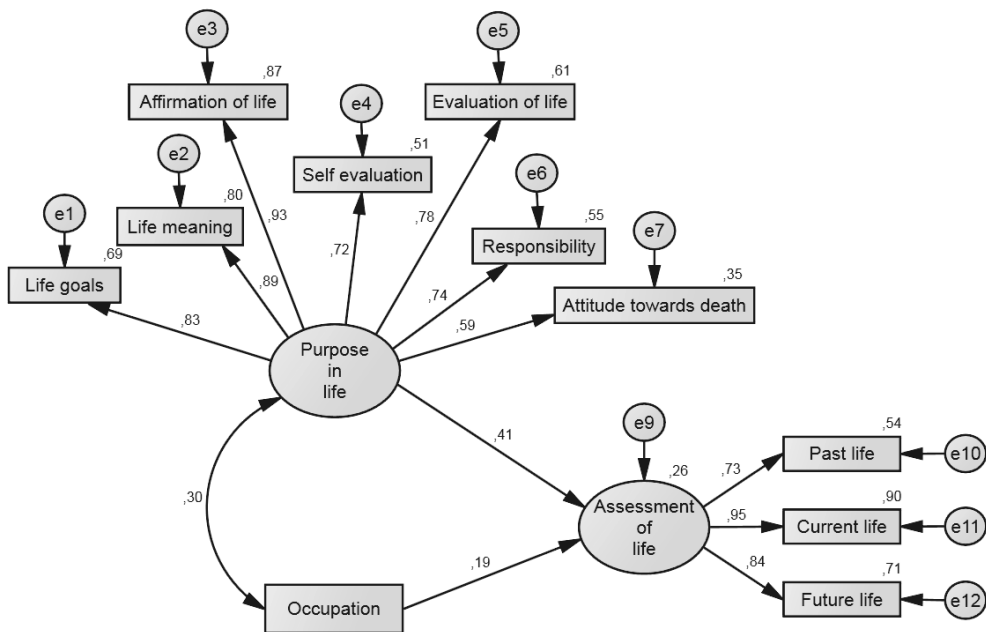 e3
e5
,87
,61
Affirmation of life
e4
Evaluation of life
e2
,51
e6
,80
Self evaluation
e1
,93
,78
,55
e7
Life meaning
,69
,72
Responsibility
,35
Life goals
,89
,74
Attitude towards death
,83
,59
Purpose
in
life
e9
,54
,41
Past life
e10
,26
,73
,30
,90
Assessment
of
life
,95
Current life
e11
,19
,84
,71
Occupation
Future life
e12